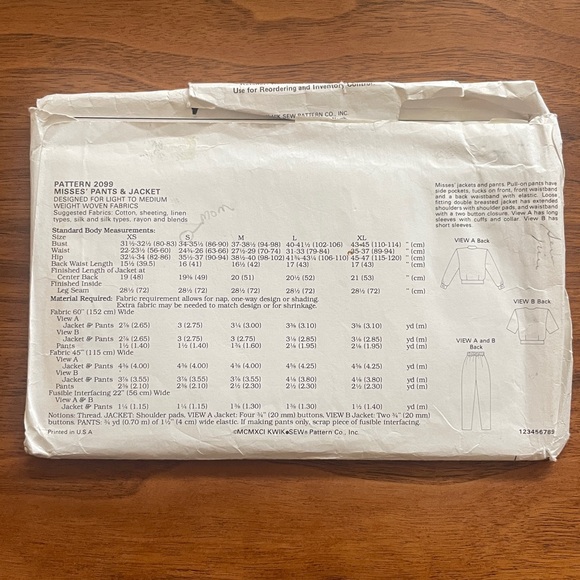 Use for Reordering and Inventory Control
KWIK SEW PATTERN CO., INC.
PATTERN 2099
MISSES' PANTS & JACKET
DESIGNED FOR LIGHT TO MEDIUM
WEIGHT WOVEN FABRICS
Suggested Fabrics: Cotton, sheeting, linen
types, silk and silk types, rayon and blends
mom
Misses' jackets and pants. Pull-on pants have
side pockets, tucks on front, front waistband
and a back waistband with elastic. Loose
fitting double breasted jacket has extended
shoulders with shoulder pads, and waistband
with a two button closure. View A has long
sleeves with cuffs and collar. View B has
short sleeves.
Standard Body Measurements:
Size XS S M L XL
Bust 31½-32½ (80-83) 34-35½ (86-90) 37-38½ (94-98) 40-41½ (102-106) 43-45 (110-114) " (cm)
Waist 22-23½ (56-60) 24¾-26 (63-66) 27½-29 (70-74) 31-33 (79-84) 35-37 (89-94) " (cm)
Hip 32¼-34 (82-86) 35½-37 (90-94) 38½-40 (98-102) 41¾-43¼ (106-110) 45-47 (115-120) " (cm)
Back Waist Length 15½ (39.5) 16 (41) 16½ (42) 17 (43) 17 (43) " (cm)
Finished Length of Jacket at
Center Back 19 (48) 19⅜ (49) 20 (51) 20½ (52) 21 (53) " (cm)
Finished Inside
Leg Seam 28½ (72) 28½ (72) 28½ (72) 28½ (72) 28½ (72) " (cm)
Material Required: Fabric requirement allows for nap, one-way design or shading.
Extra fabric may be needed to match design or for shrinkage.
Fabric 60" (152 cm) Wide
View A
Jacket & Pants 2⅞ (2.65) 3 (2.75) 3¼ (3.00) 3⅜ (3.10) 3⅜ (3.10) yd (m)
View B
Jacket & Pants 2⅞ (2.65) 3 (2.75) 3 (2.75) 3⅛ (2.85) 3⅛ (2.85) yd (m)
Pants 1½ (1.40) 1½ (1.40) 1¾ (1.60) 2⅛ (1.95) 2⅛ (1.95) yd (m)
Fabric 45" (115 cm) Wide
View A
Jacket & Pants 4⅜ (4.00) 4⅜ (4.00) 4⅜ (4.00) 4⅝ (4.25) 4⅝ (4.25) yd (m)
View B
Jacket & Pants 3⅞ (3.55) 3⅞ (3.55) 3⅞ (3.55) 4⅛ (3.80) 4⅛ (3.80) yd (m)
Pants 2¼ (2.10) 2¼ (2.10) 2½ (2.30) 2½ (2.30) 2½ (2.30) yd (m)
Fusible Interfacing 22" (56 cm) Wide
View A & B
Jacket & Pants 1¼ (1.15) 1¼ (1.15) 1⅜ (1.30) 1⅜ (1.30) 1½ (1.40) yd (m)
Notions: Thread. JACKET: Shoulder pads, VIEW A Jacket: Four ¾" (20 mm) buttons. VIEW B Jacket: Two ¾" (20 mm)
buttons. PANTS: ¾ yd (0.70 m) of 1½" (4 cm) wide elastic. If making pants only, scrap piece of fusible interfacing.
Printed in U.S.A
©MCMXCI KWIK•SEW® Pattern Co., Inc.
VIEW A Back
VIEW B Back
VIEW A and B
Back
123456789